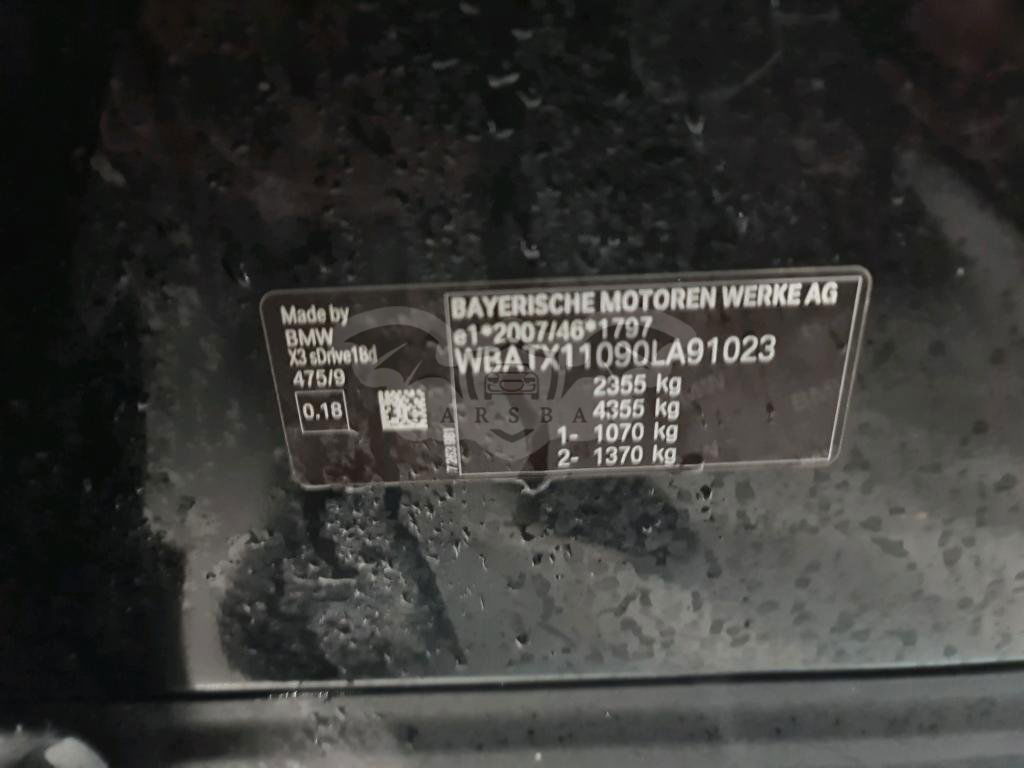 Made by
BMW
X3 sDrive18d
475/9
0.18
BAYERISCHE MOTOREN WERKE AG
e1*2007/46*1797
WBATX11090LA91023
2355 kg
4355 kg
1- 1070 kg
2- 1370 kg
ARSBA